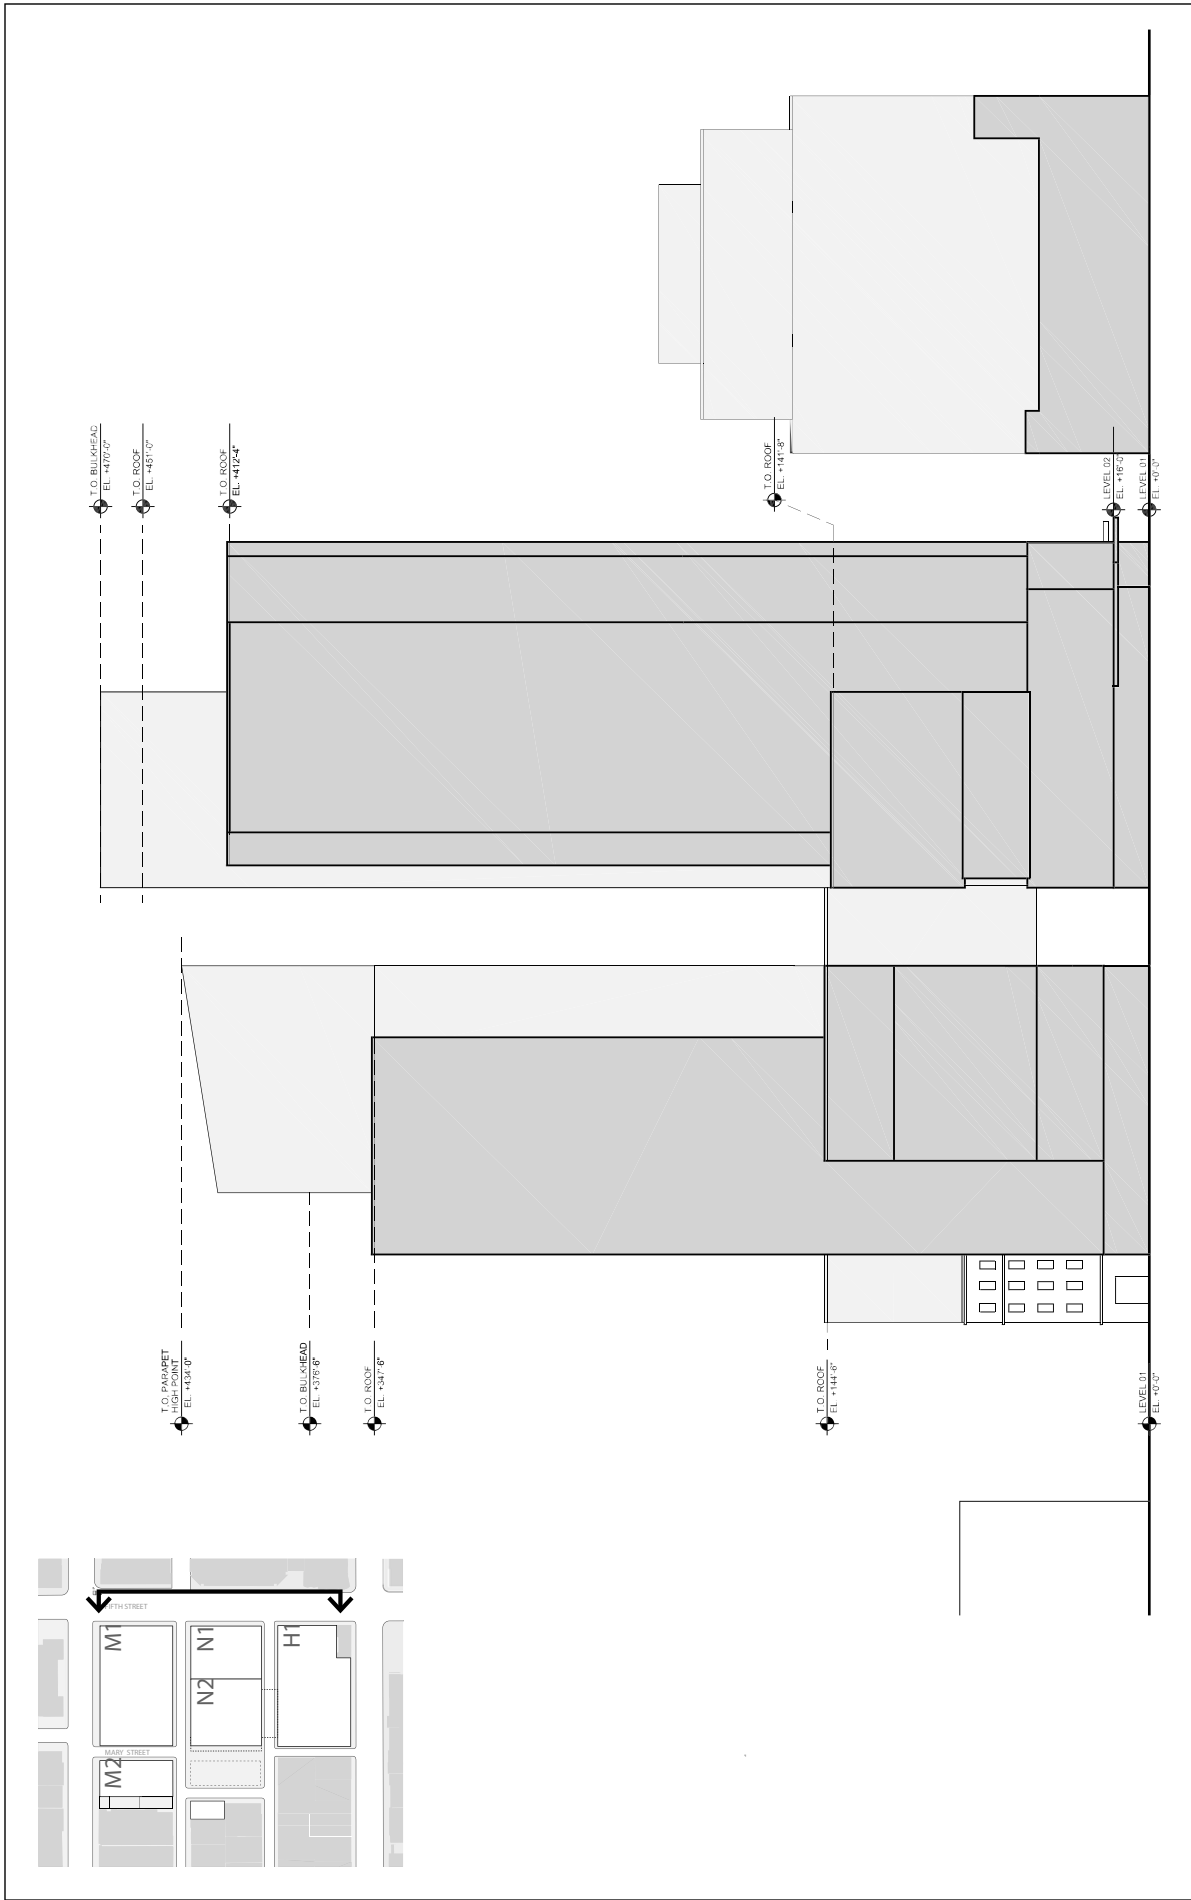 T.O. BULKHEAD
EL. +470'-0"
T.O. ROOF
EL. +451'-0"
T.O. ROOF
EL. +412'-4"
T.O. ROOF
EL. +141'-8"
LEVEL 02
EL. +16'-0"
LEVEL 01
EL. +0'-0"
T.O. PARAPET
HIGH POINT
EL. +434'-0"
T.O. BULKHEAD
EL. +376'-6"
T.O. ROOF
EL. +347'-6"
T.O. ROOF
EL. +144'-6"
LEVEL 01
EL. +0'-0"
FIFTH STREET
M1
N1
H1
N2
MARY STREET
M2